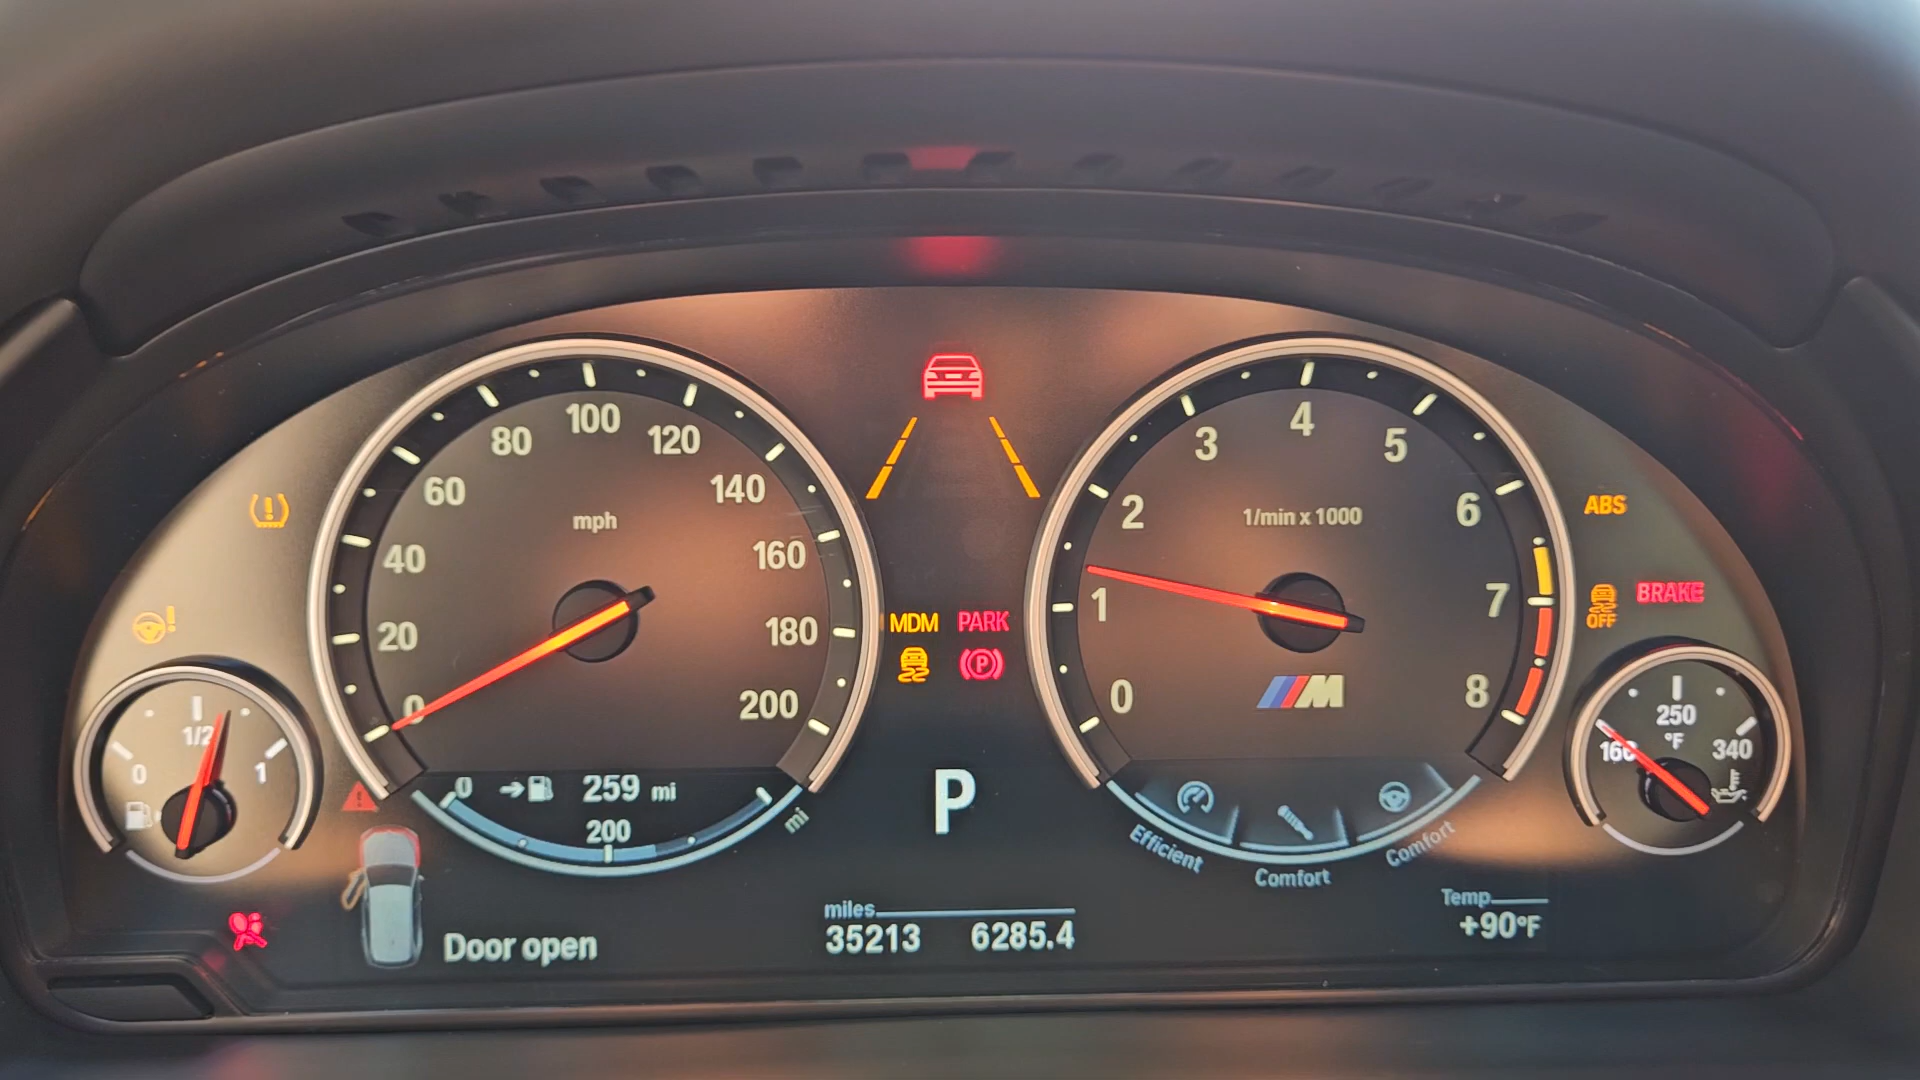 80 100 120
60 140
mph
40 160
20 180
0 200
3 4 5
2 6
1/min x 1000
1 7
0 8
M
ABS
BRAKE
OFF
MDM PARK
P
1/2
0 1
250
°F
160 340
0 259 mi
200
mi
P
Efficient
Comfort
Comfort
Door open
miles
35213 6285.4
Temp
+90°F